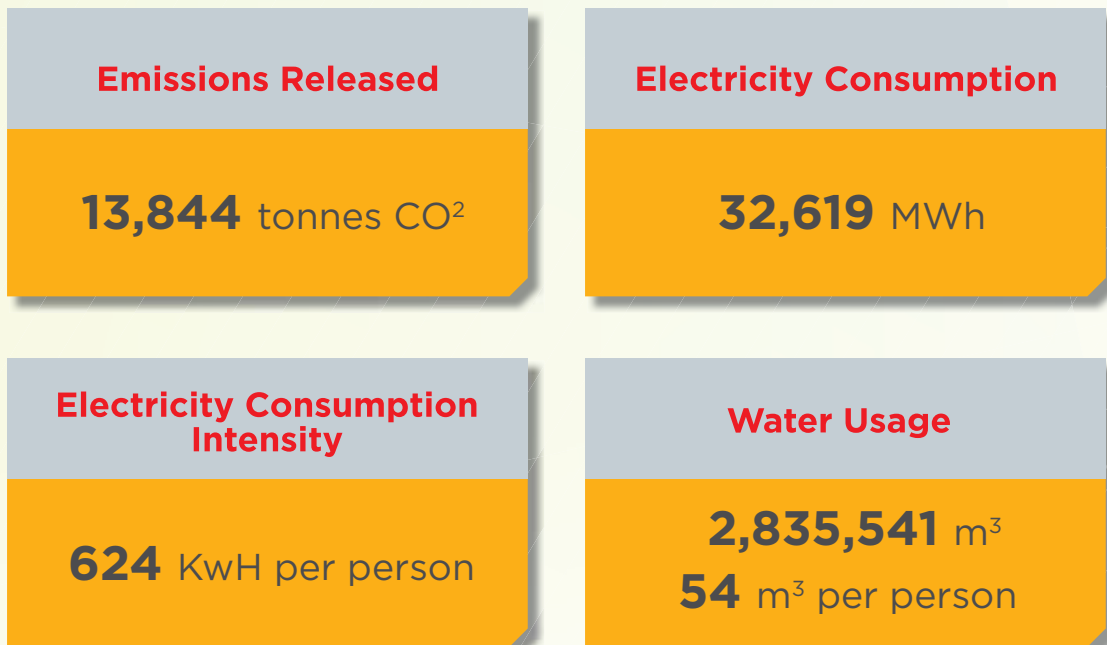 Emissions Released
13,844 tonnes CO²
Electricity Consumption
32,619 MWh
Electricity Consumption
Intensity
624 KwH per person
Water Usage
2,835,541 m³
54 m³ per person